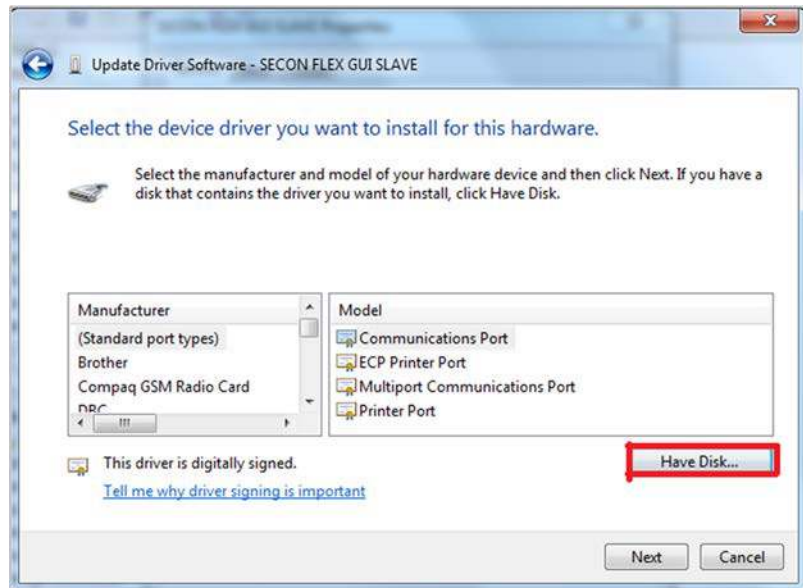 Update Driver Software - SECON FLEX GUI SLAVE
Select the device driver you want to install for this hardware.
Select the manufacturer and model of your hardware device and then click Next. If you have a
disk that contains the driver you want to install, click Have Disk.
Manufacturer
(Standard port types)
Brother
Compaq GSM Radio Card
Model
Communications Port
ECP Printer Port
Multiport Communications Port
Printer Port
This driver is digitally signed.
Have Disk...
Tell me why driver signing is important
Next
Cancel